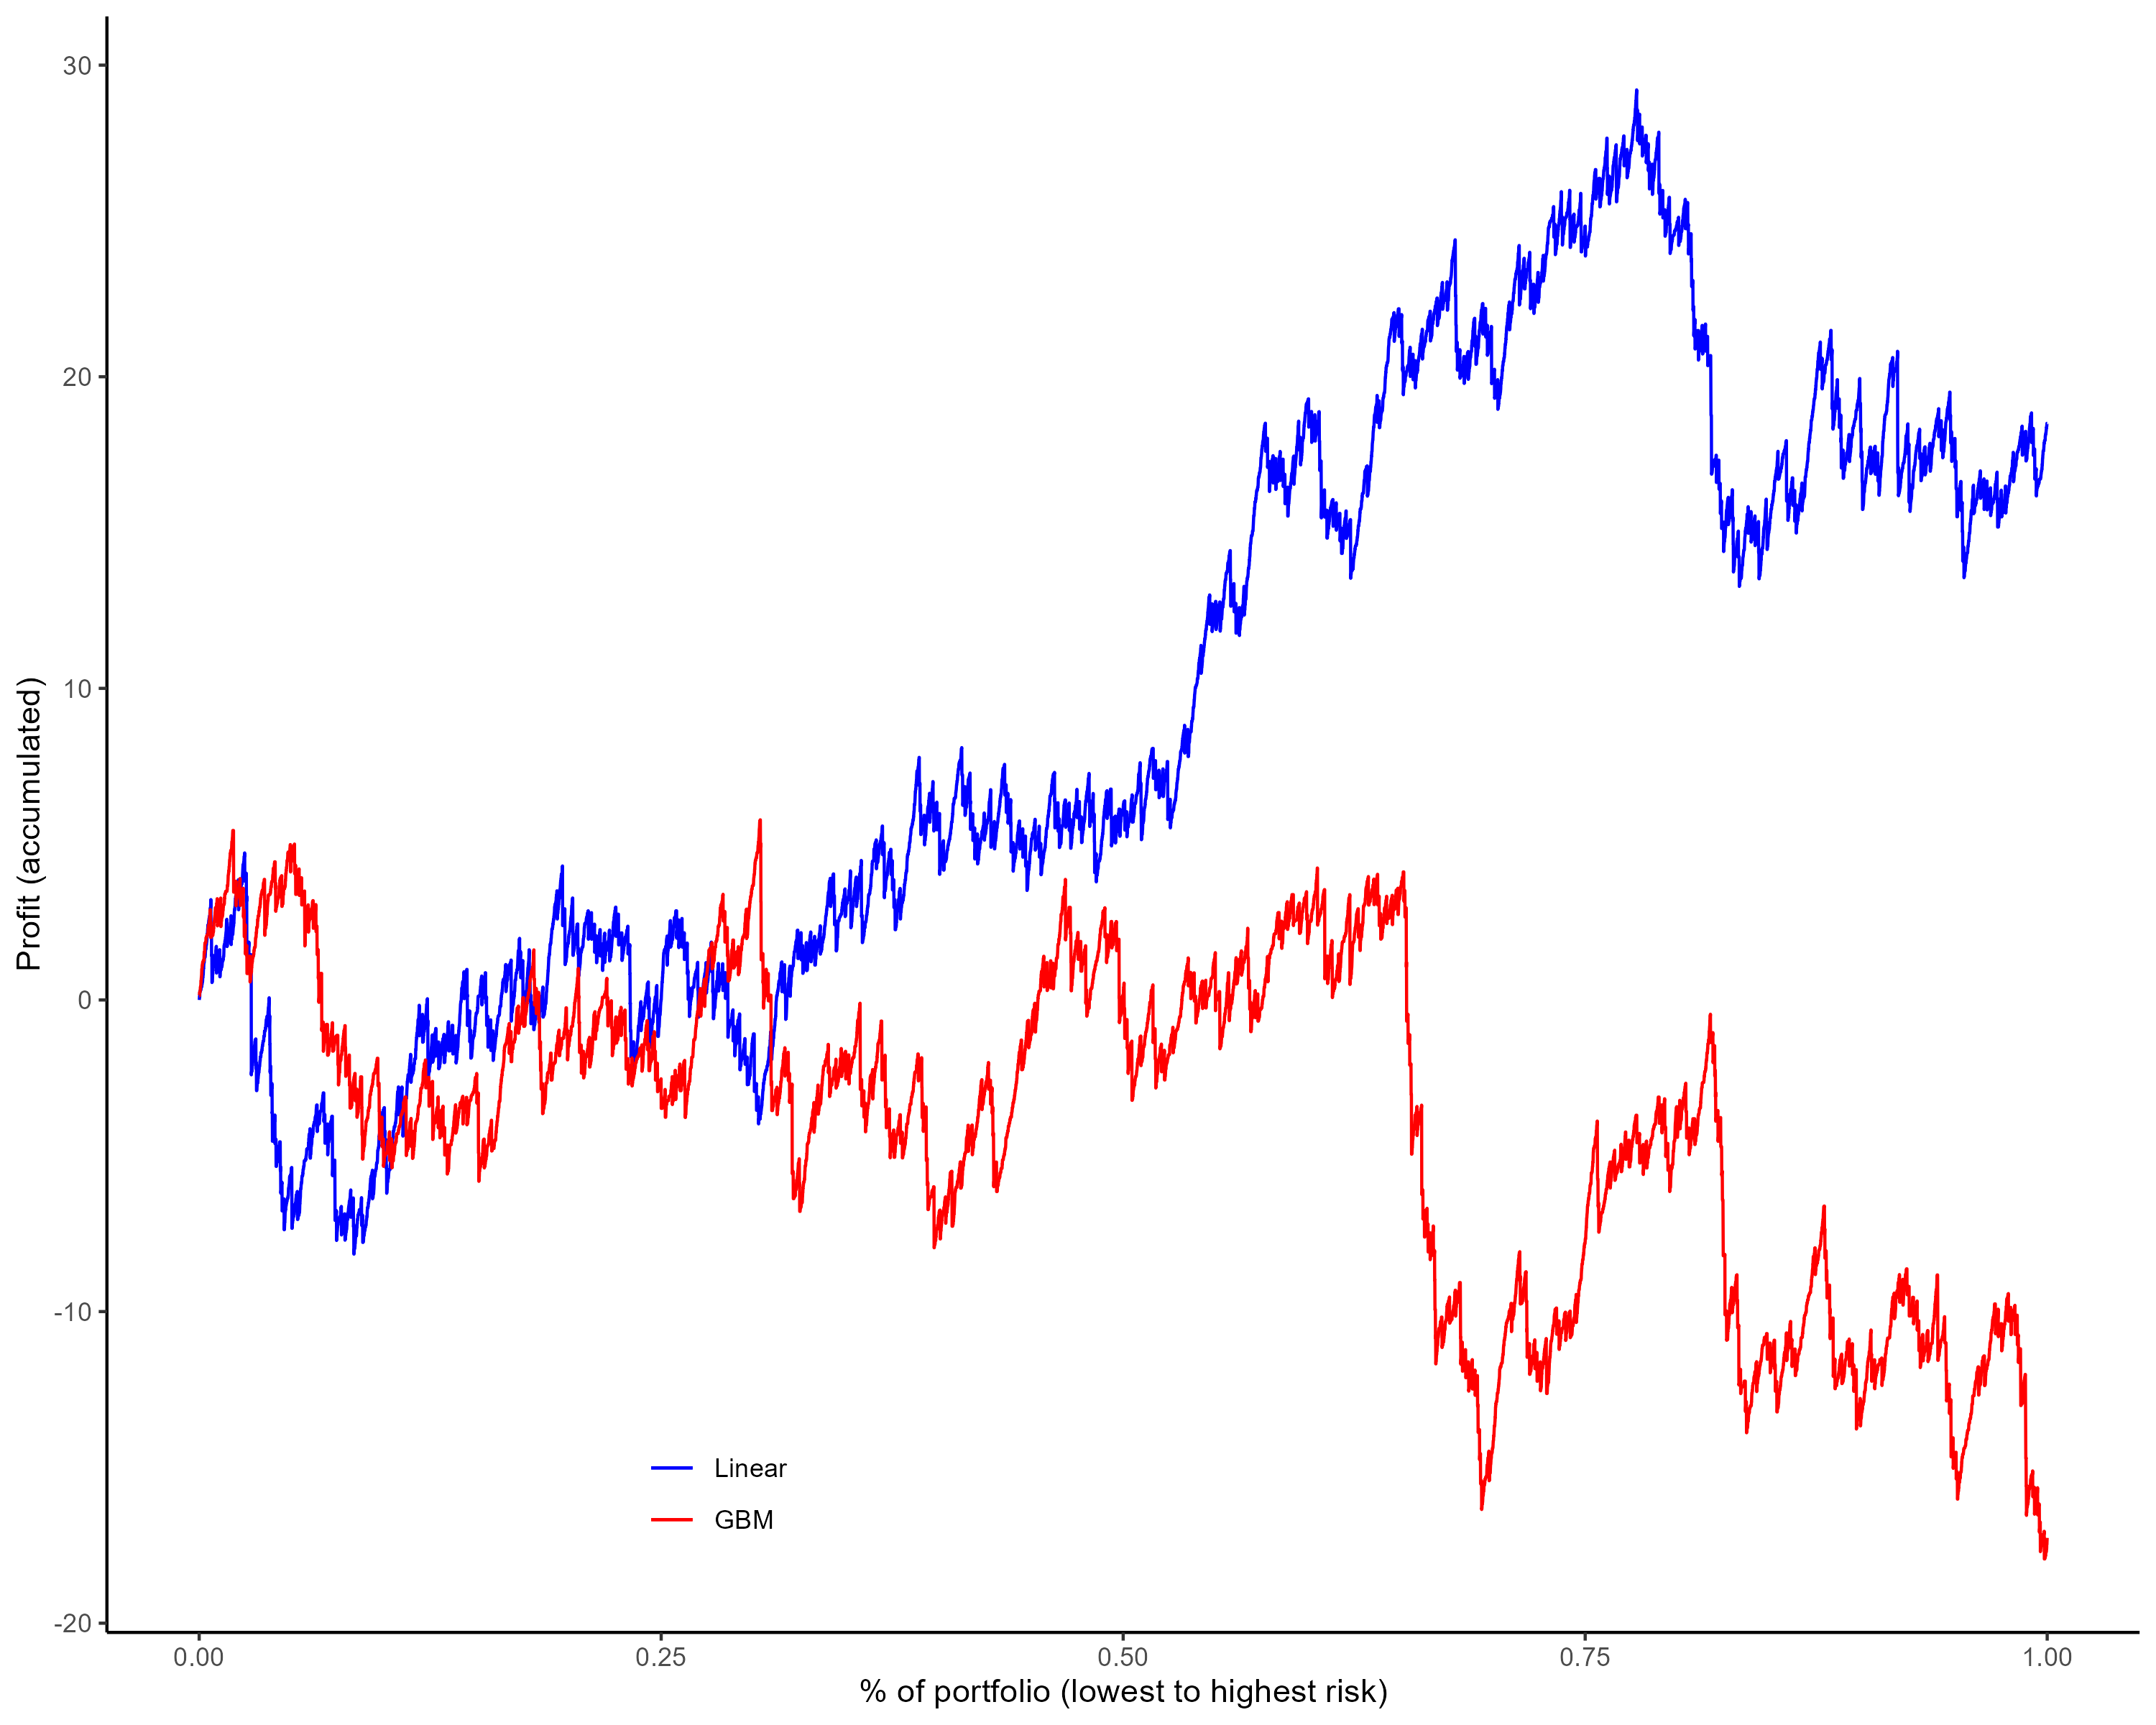 30
20
10
0
-10
-20
Profit (accumulated)
Linear
GBM
0.00 0.25 0.50 0.75 1.00
% of portfolio (lowest to highest risk)